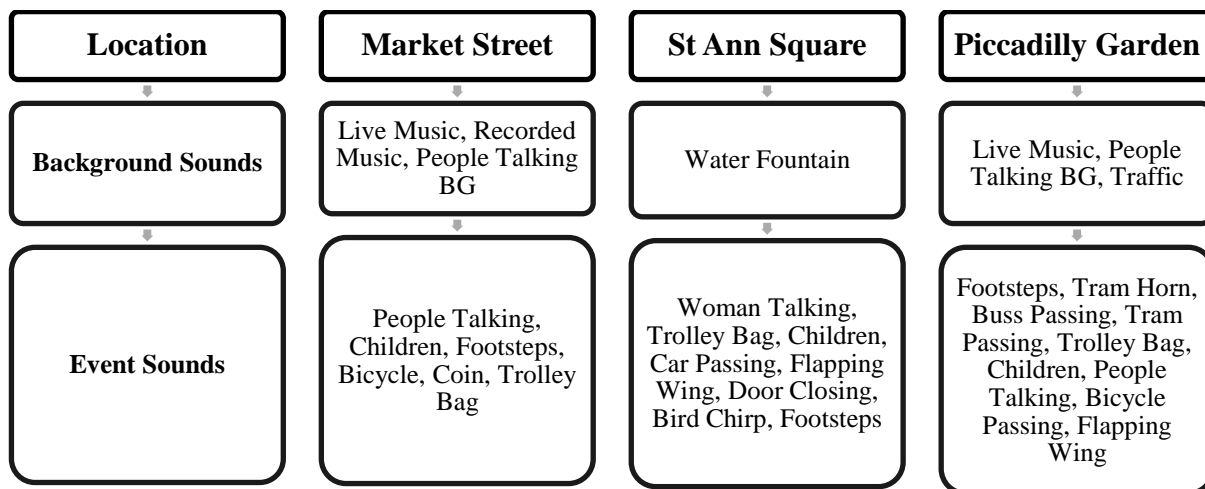 Location
Market Street
St Ann Square
Piccadilly Garden
Background Sounds
Live Music, Recorded
Music, People Talking
BG
Water Fountain
Live Music, People
Talking BG, Traffic
Event Sounds
People Talking,
Children, Footsteps,
Bicycle, Coin, Trolley
Bag
Woman Talking,
Trolley Bag, Children,
Car Passing, Flapping
Wing, Door Closing,
Bird Chirp, Footsteps
Footsteps, Tram Horn,
Buss Passing, Tram
Passing, Trolley Bag,
Children, People
Talking, Bicycle
Passing, Flapping
Wing